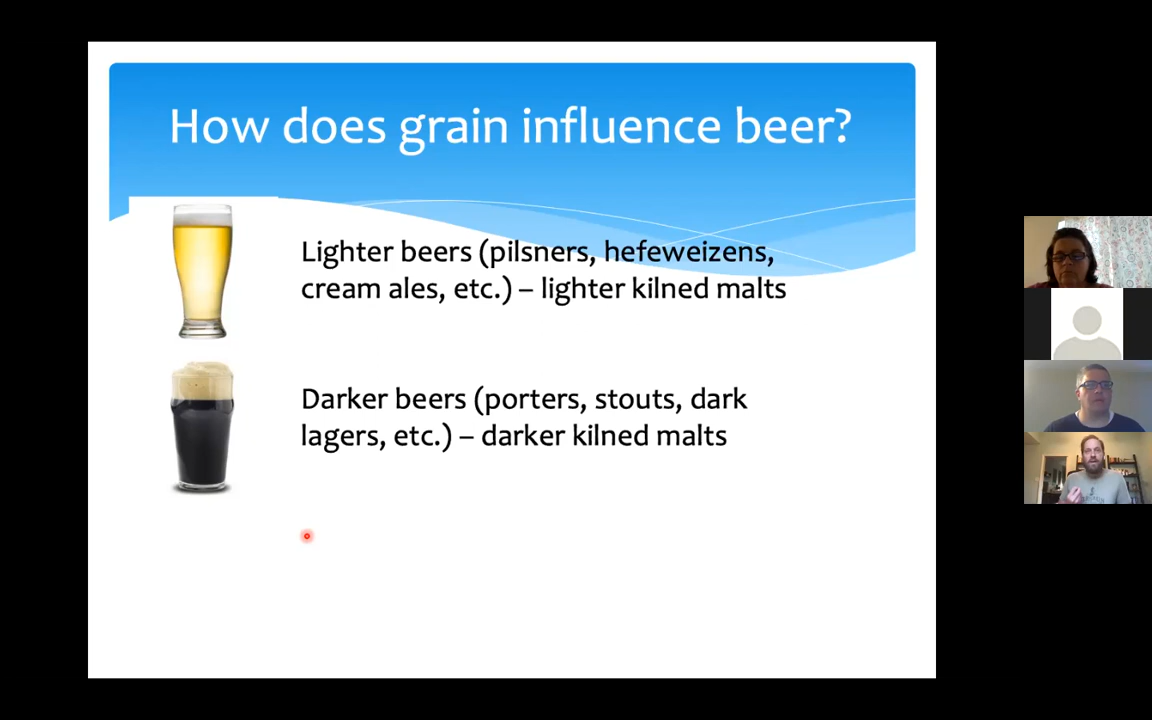 How does grain influence beer?
Lighter beers (pilsners, hefeweizens,
cream ales, etc.) – lighter kilned malts
Darker beers (porters, stouts, dark
lagers, etc.) – darker kilned malts